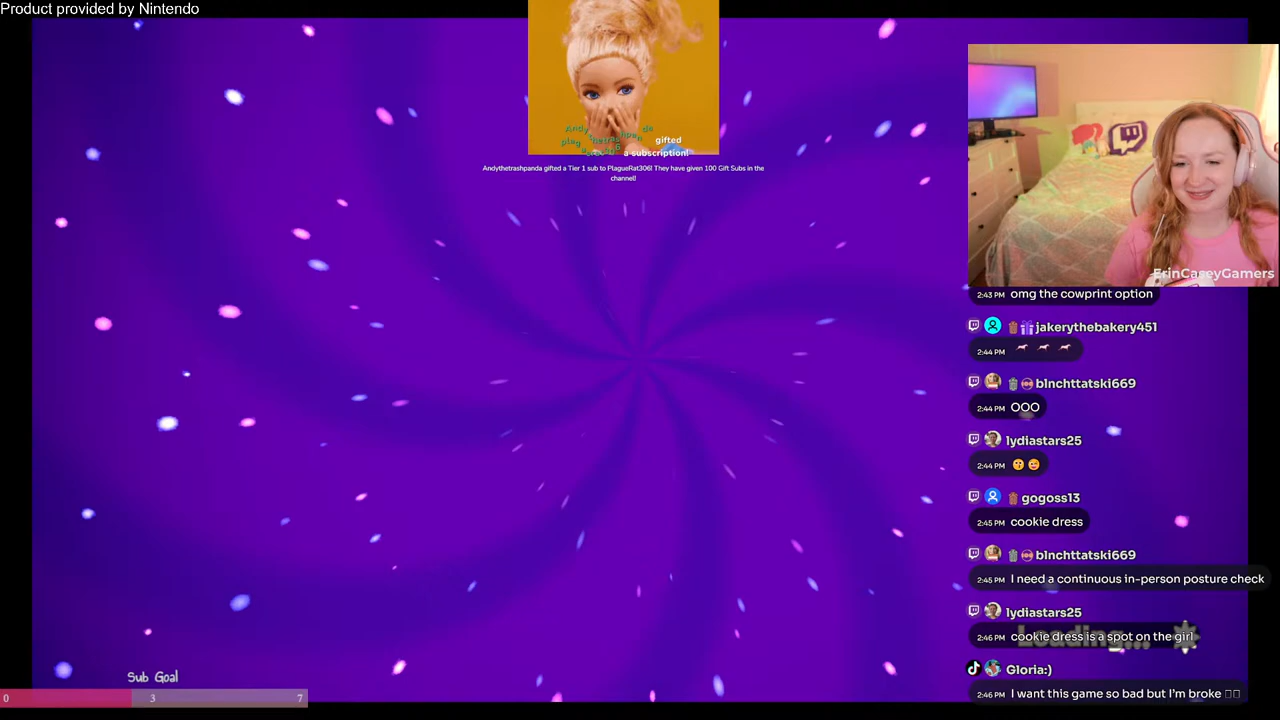 Product provided by Nintendo
gifted
a subscription!
Andythetrashpanda gifted a Tier 1 sub to PlagueRat306! They have given 100 Gift Subs in the
channel!
ErinCaseyGamers
2:43 PM omg the cowprint option
jakerythebakery451
2:44 PM
blnchttatski669
2:44 PM OOO
lydiastars25
2:44 PM
gogoss13
2:45 PM cookie dress
blnchttatski669
2:45 PM I need a continuous in-person posture check
lydiastars25
2:46 PM cookie dress is a spot on the girl
Loading...
Gloria:)
2:46 PM I want this game so bad but I'm broke
Sub Goal
0 3 7